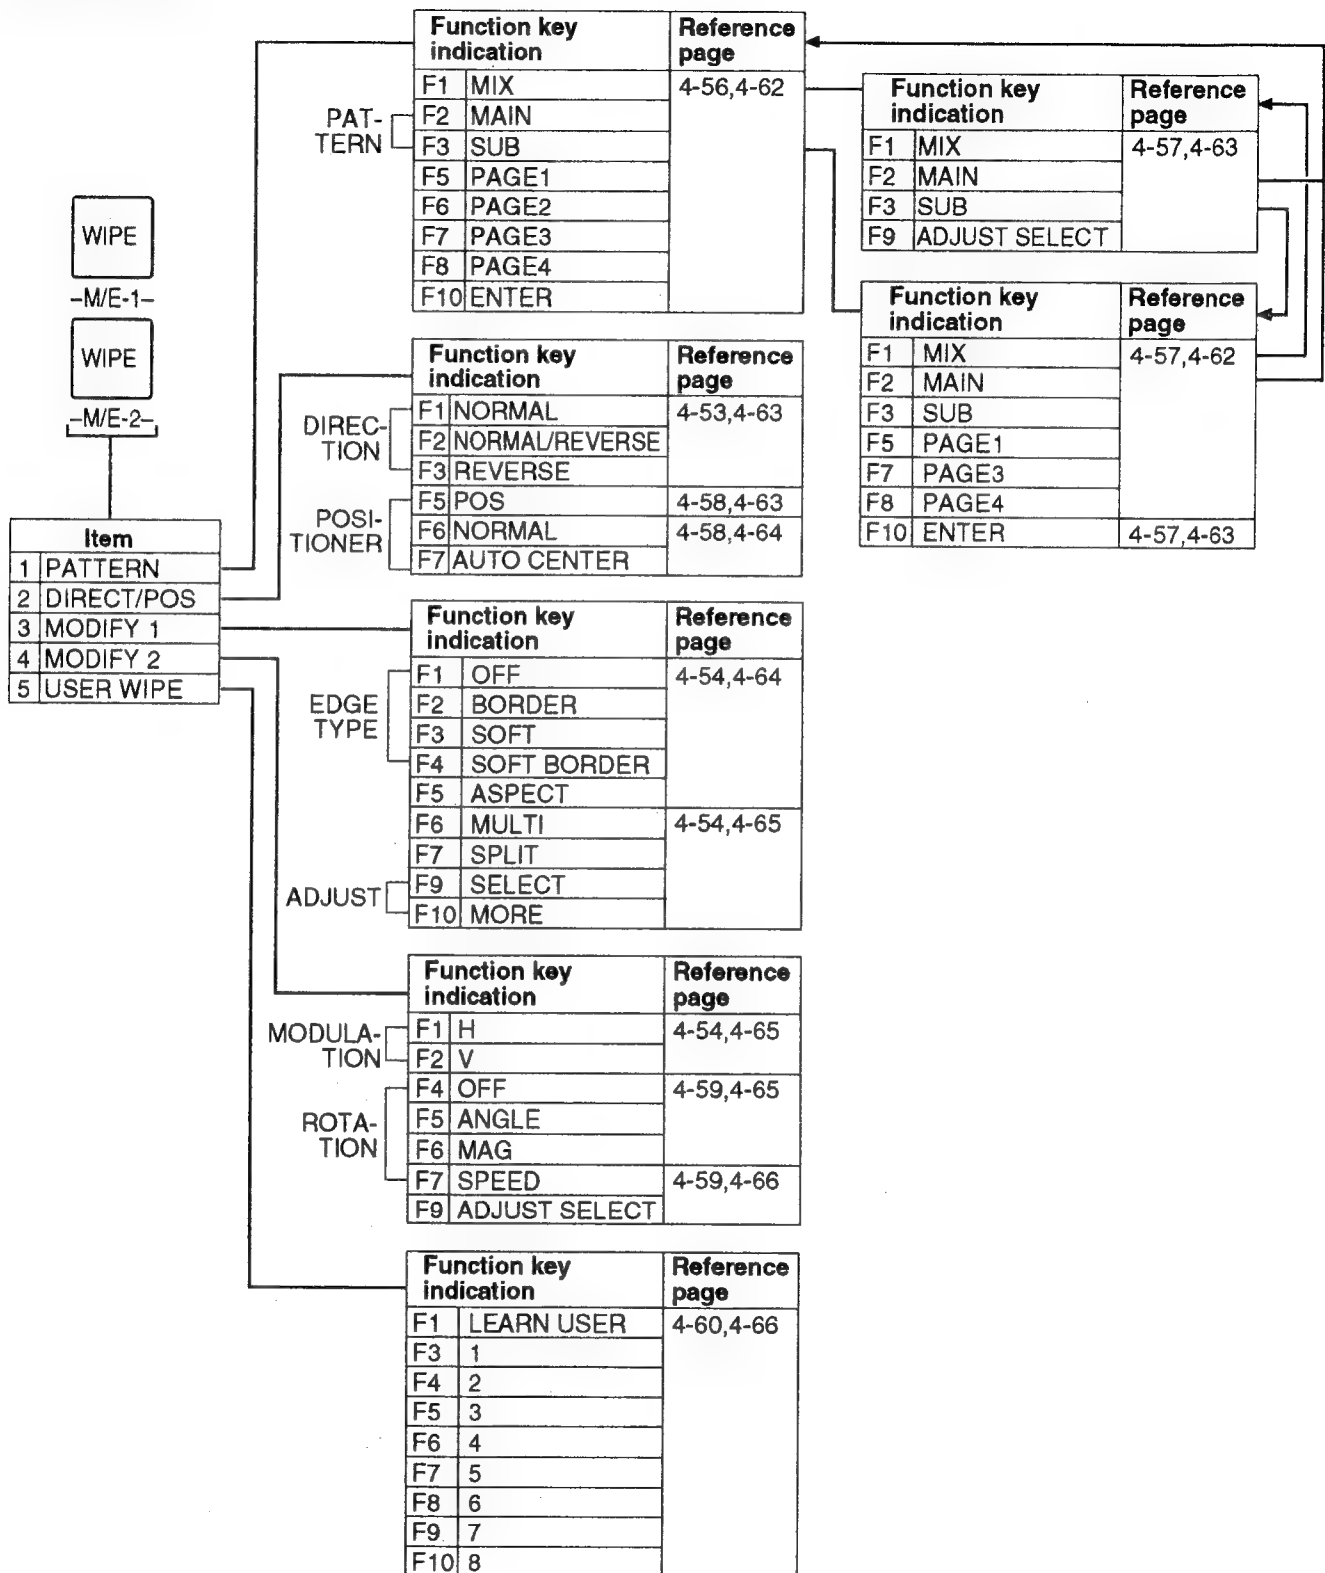 WIPE
–M/E-1–
WIPE
–M/E-2–
Item
1 PATTERN
2 DIRECT/POS
3 MODIFY 1
4 MODIFY 2
5 USER WIPE
Function key indication Reference page
PAT-
TERN
F1 MIX 4-56,4-62
F2 MAIN
F3 SUB
F5 PAGE1
F6 PAGE2
F7 PAGE3
F8 PAGE4
F10 ENTER
Function key indication Reference page
F1 MIX 4-57,4-63
F2 MAIN
F3 SUB
F9 ADJUST SELECT
Function key indication Reference page
F1 MIX 4-57,4-62
F2 MAIN
F3 SUB
F5 PAGE1
F7 PAGE3
F8 PAGE4
F10 ENTER 4-57,4-63
Function key indication Reference page
DIREC-
TION
F1 NORMAL 4-53,4-63
F2 NORMAL/REVERSE
F3 REVERSE
POSI-
TIONER
F5 POS 4-58,4-63
F6 NORMAL 4-58,4-64
F7 AUTO CENTER
Function key indication Reference page
EDGE
TYPE
F1 OFF 4-54,4-64
F2 BORDER
F3 SOFT
F4 SOFT BORDER
F5 ASPECT
F6 MULTI 4-54,4-65
F7 SPLIT
ADJUST
F9 SELECT
F10 MORE
Function key indication Reference page
MODULA-
TION
F1 H 4-54,4-65
F2 V
ROTA-
TION
F4 OFF 4-59,4-65
F5 ANGLE
F6 MAG
F7 SPEED 4-59,4-66
F9 ADJUST SELECT
Function key indication Reference page
F1 LEARN USER 4-60,4-66
F3 1
F4 2
F5 3
F6 4
F7 5
F8 6
F9 7
F10 8